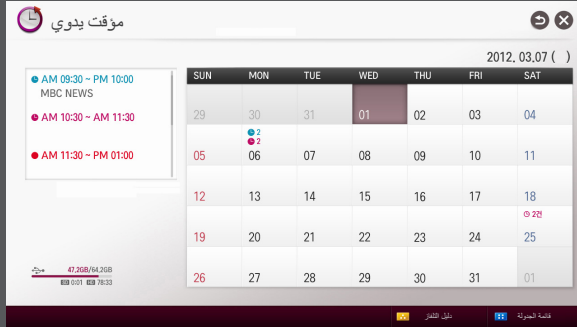 مؤقت يدوي
2012. 03.07 ( )
AM 09:30 ~ PM 10:00
MBC NEWS
AM 10:30 ~ AM 11:30
AM 11:30 ~ PM 01:00
SUN MON TUE WED THU FRI SAT
29 30 31 01 02 03 04
2
2
05 06 07 08 09 10 11
12 13 14 15 16 17 18
2건
19 20 21 22 23 24 25
26 27 28 29 30 31 01
47,2GB/64,2GB
SD 0:01 HD 78:33
دليل التلفاز
قائمة الجدولة